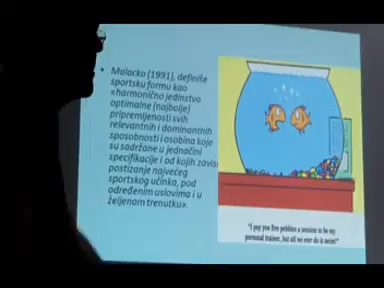 Malacko (1991), definiše
sportsku formu kao
«harmonično jedinstvo
optimalne (najbolje)
pripremljenosti svih
relevantnih i dominantnih
sposobnosti i osobina koje
su sadržane u jednačini
specifikacije i od kojih zavisi
postizanje najvećeg
sportskog učinka, pod
određenim uslovima i u
željenom trenutku».
"I pay you five pebbles a session to be my
personal trainer, but all we ever do is swim!"